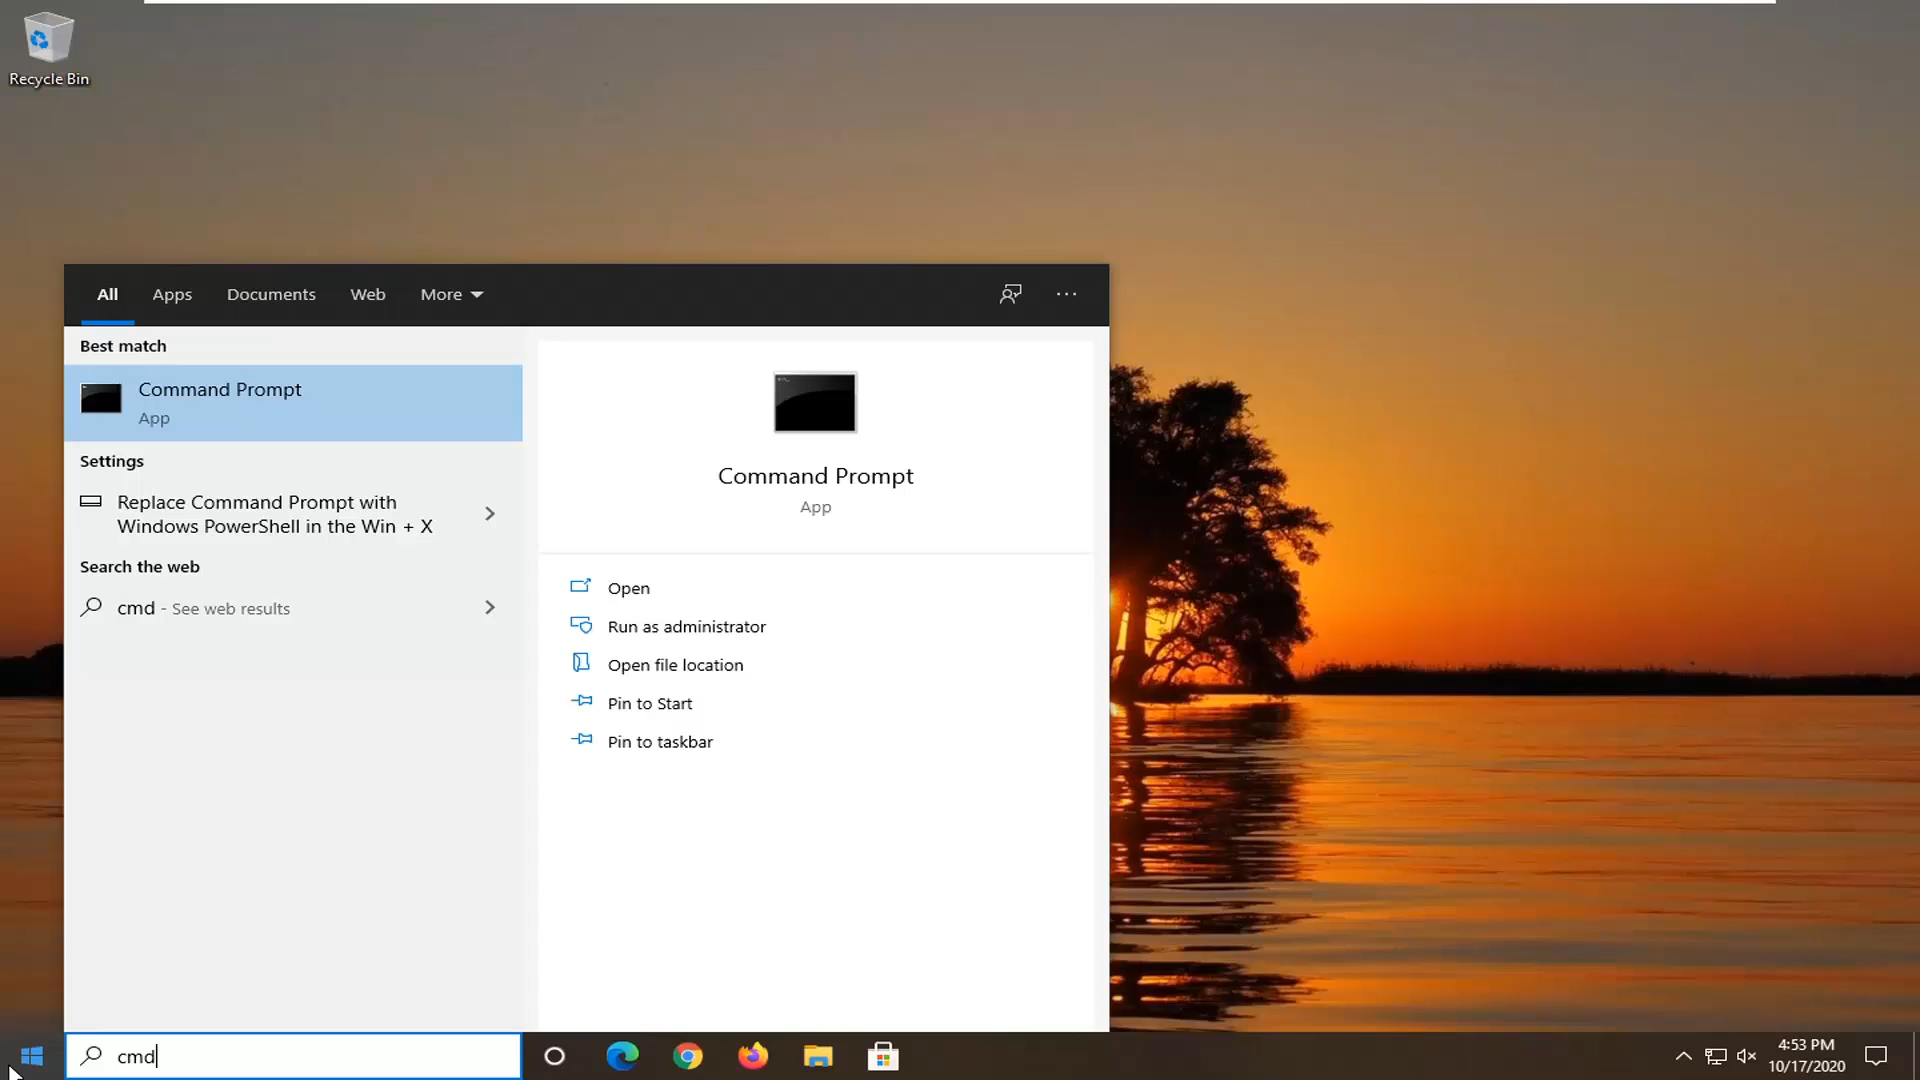 Recycle Bin
All
Apps
Documents
Web
More
Best match
Command Prompt
App
Settings
Replace Command Prompt with
Windows PowerShell in the Win + X
Search the web
cmd - See web results
Command Prompt
App
Open
Run as administrator
Open file location
Pin to Start
Pin to taskbar
cmd
4:53 PM
10/17/2020